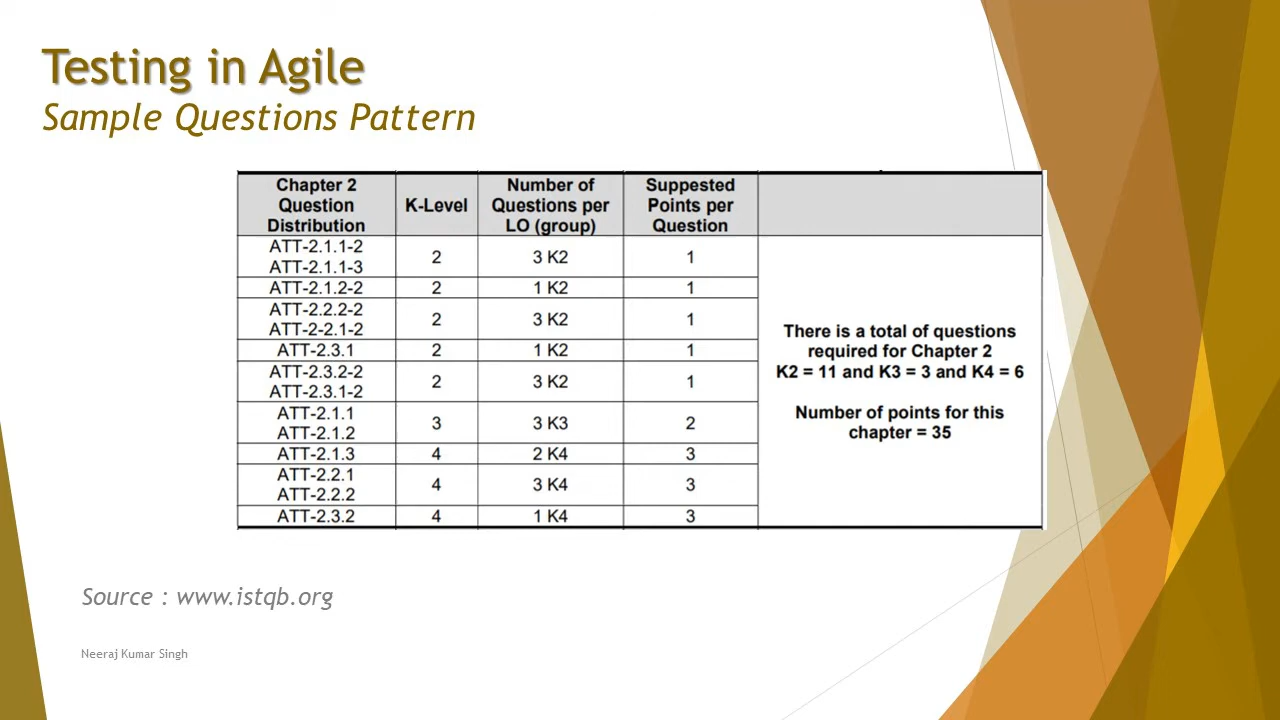 Testing in Agile
Sample Questions Pattern
Chapter 2
Question
Distribution
K-Level
Number of
Questions per
LO (group)
Suppested
Points per
Question
ATT-2.1.1-2
ATT-2.1.1-3
2
3 K2
1
ATT-2.1.2-2
2
1 K2
1
ATT-2.2.2-2
ATT-2-2.1-2
2
3 K2
1
ATT-2.3.1
2
1 K2
1
ATT-2.3.2-2
ATT-2.3.1-2
2
3 K2
1
ATT-2.1.1
ATT-2.1.2
3
3 K3
2
ATT-2.1.3
4
2 K4
3
ATT-2.2.1
ATT-2.2.2
4
3 K4
3
ATT-2.3.2
4
1 K4
3
There is a total of questions
required for Chapter 2
K2 = 11 and K3 = 3 and K4 = 6
Number of points for this
chapter = 35
Source : www.istqb.org
Neeraj Kumar Singh